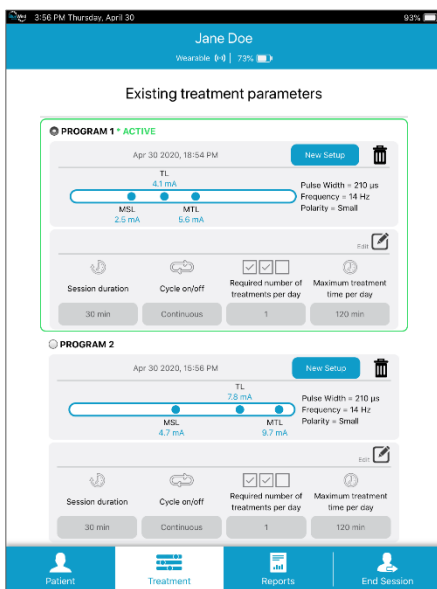 3:56 PM Thursday, April 30 93%
Jane Doe
Wearable 73%
Existing treatment parameters
PROGRAM 1 * ACTIVE
Apr 30 2020, 18:54 PM New Setup
TL
4.1 mA
MSL MTL
2.5 mA 5.6 mA
Pulse Width = 210 µs
Frequency = 14 Hz
Polarity = Small
Edit
Session duration Cycle on/off Required number of treatments per day Maximum treatment time per day
30 min Continuous 1 120 min
PROGRAM 2
Apr 30 2020, 15:56 PM New Setup
TL
7.8 mA
MSL MTL
4.7 mA 9.7 mA
Pulse Width = 210 µs
Frequency = 14 Hz
Polarity = Small
Edit
Session duration Cycle on/off Required number of treatments per day Maximum treatment time per day
30 min Continuous 1 120 min
Patient Treatment Reports End Session